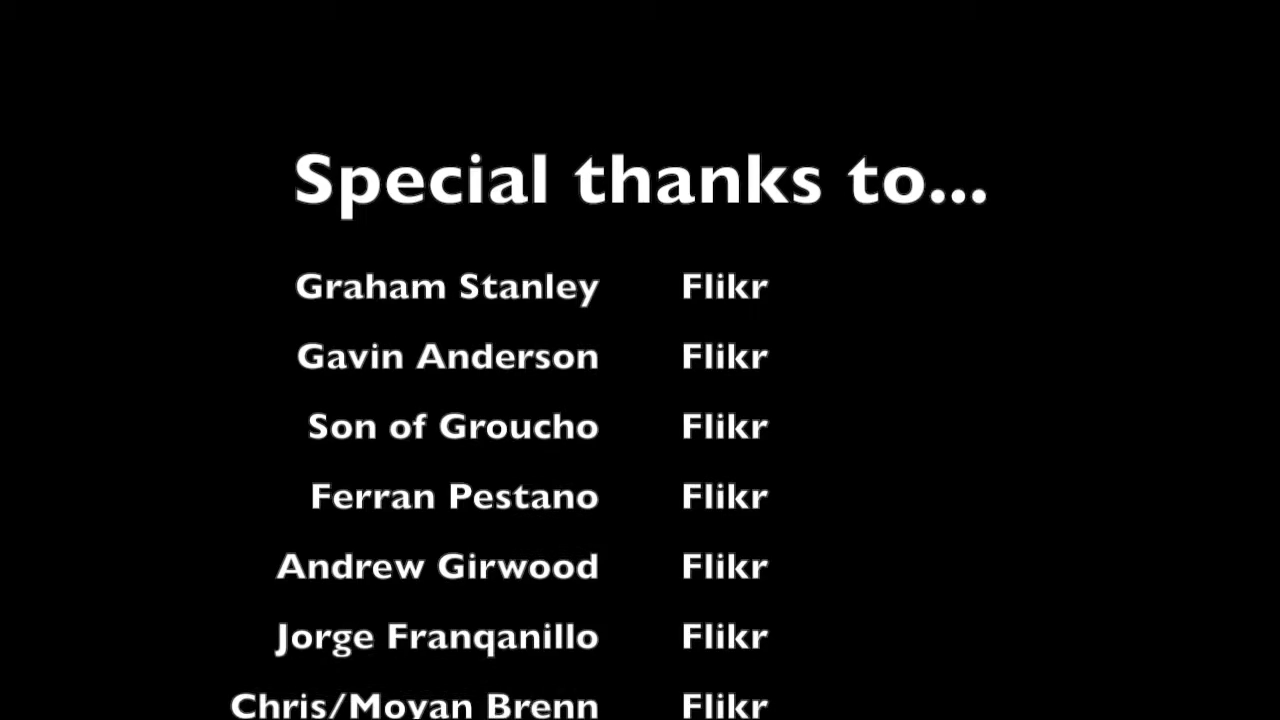 Special thanks to...
Graham Stanley Flikr
Gavin Anderson Flikr
Son of Groucho Flikr
Ferran Pestano Flikr
Andrew Girwood Flikr
Jorge Franqanillo Flikr
Chris/Moyan Brenn Flikr